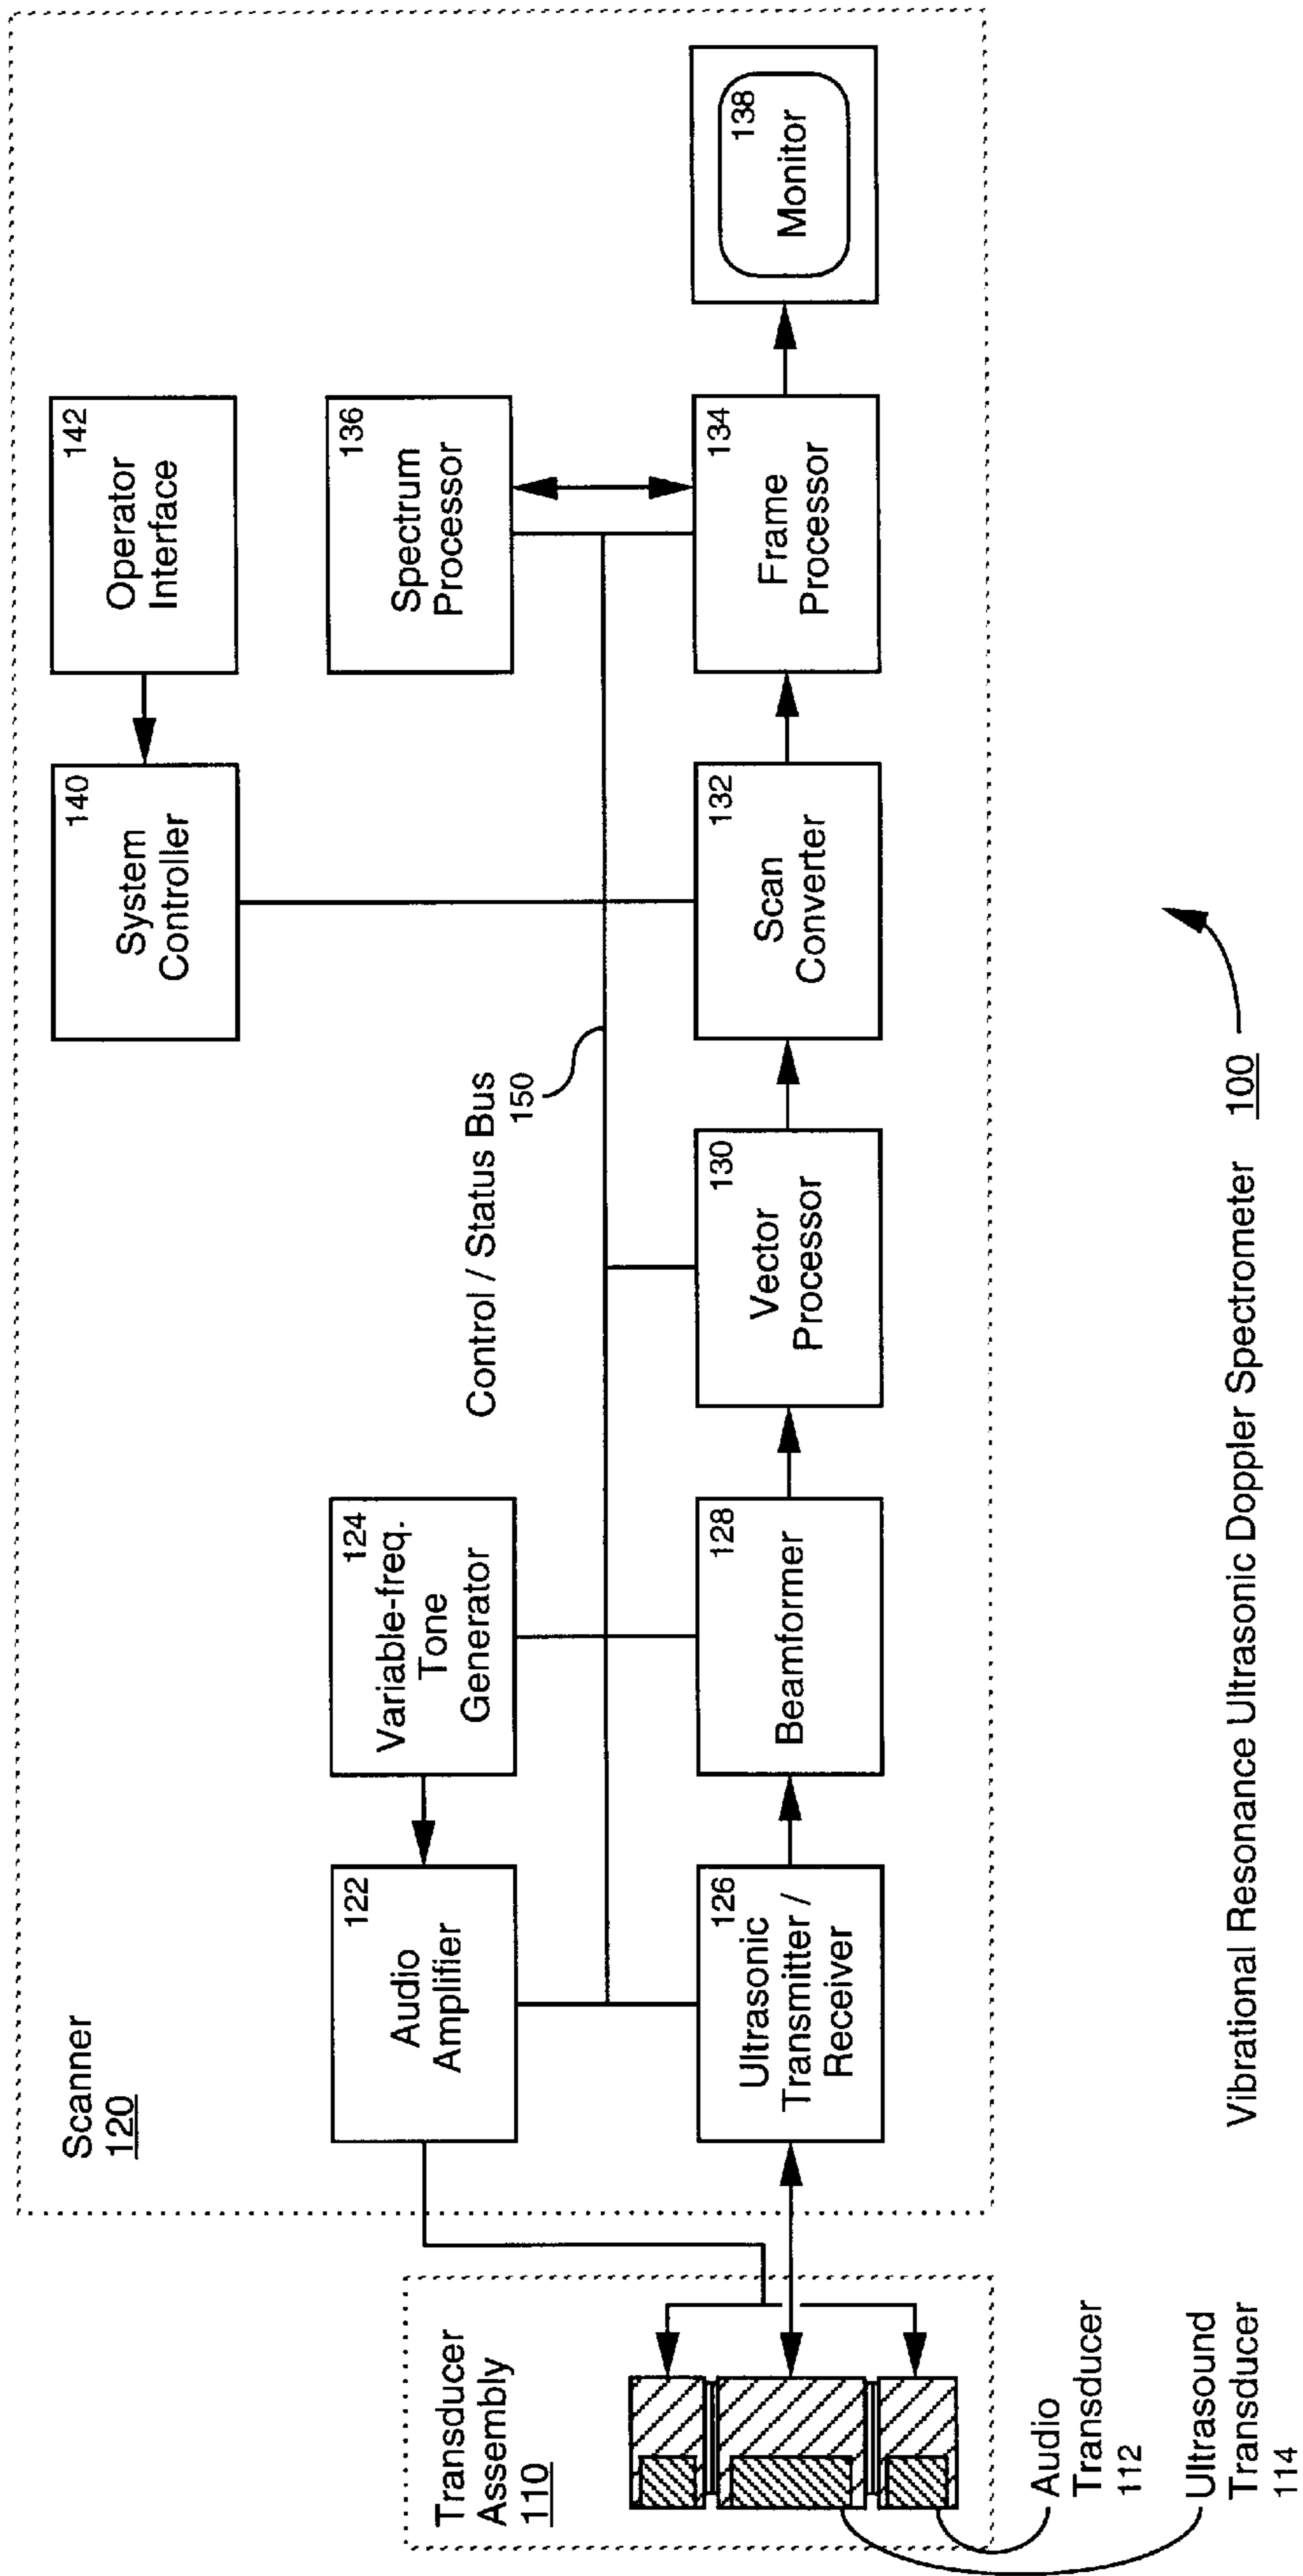 Scanner
120
142
Operator
Interface
140
System
Controller
136
Spectrum
Processor
124
Variable-freq.
Tone
Generator
122
Audio
Amplifier
Control / Status Bus
150
138
Monitor
134
Frame
Processor
132
Scan
Converter
130
Vector
Processor
128
Beamformer
126
Ultrasonic
Transmitter /
Receiver
Transducer
Assembly
110
Audio
Transducer
112
Ultrasound
Transducer
114
Vibrational Resonance Ultrasonic Doppler Spectrometer 100